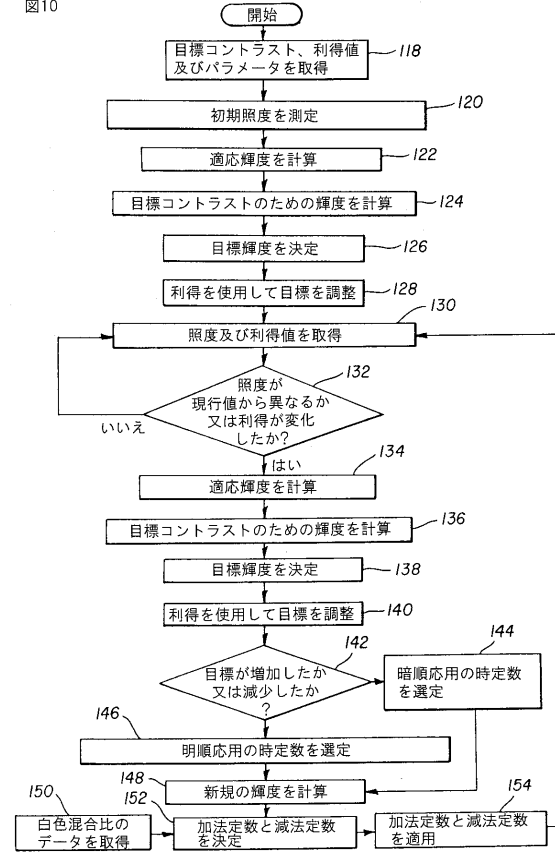 図10
開始
目標コントラスト、利得値
及びパラメータを取得
118
初期照度を測定
120
適応輝度を計算
122
目標コントラストのための輝度を計算
124
目標輝度を決定
126
利得を使用して目標を調整
128
照度及び利得値を取得
130
照度が
現行値から異なるか
又は利得が変化
したか?
132
いいえ
はい
適応輝度を計算
134
目標コントラストのための輝度を計算
136
目標輝度を決定
138
利得を使用して目標を調整
140
目標が増加したか
又は減少したか
?
142
暗順応用の時定数
を選定
144
明順応用の時定数を選定
146
新規の輝度を計算
148
白色混合比の
データを取得
150
加法定数と減法定数
を決定
152
加法定数と減法定数
を適用
154